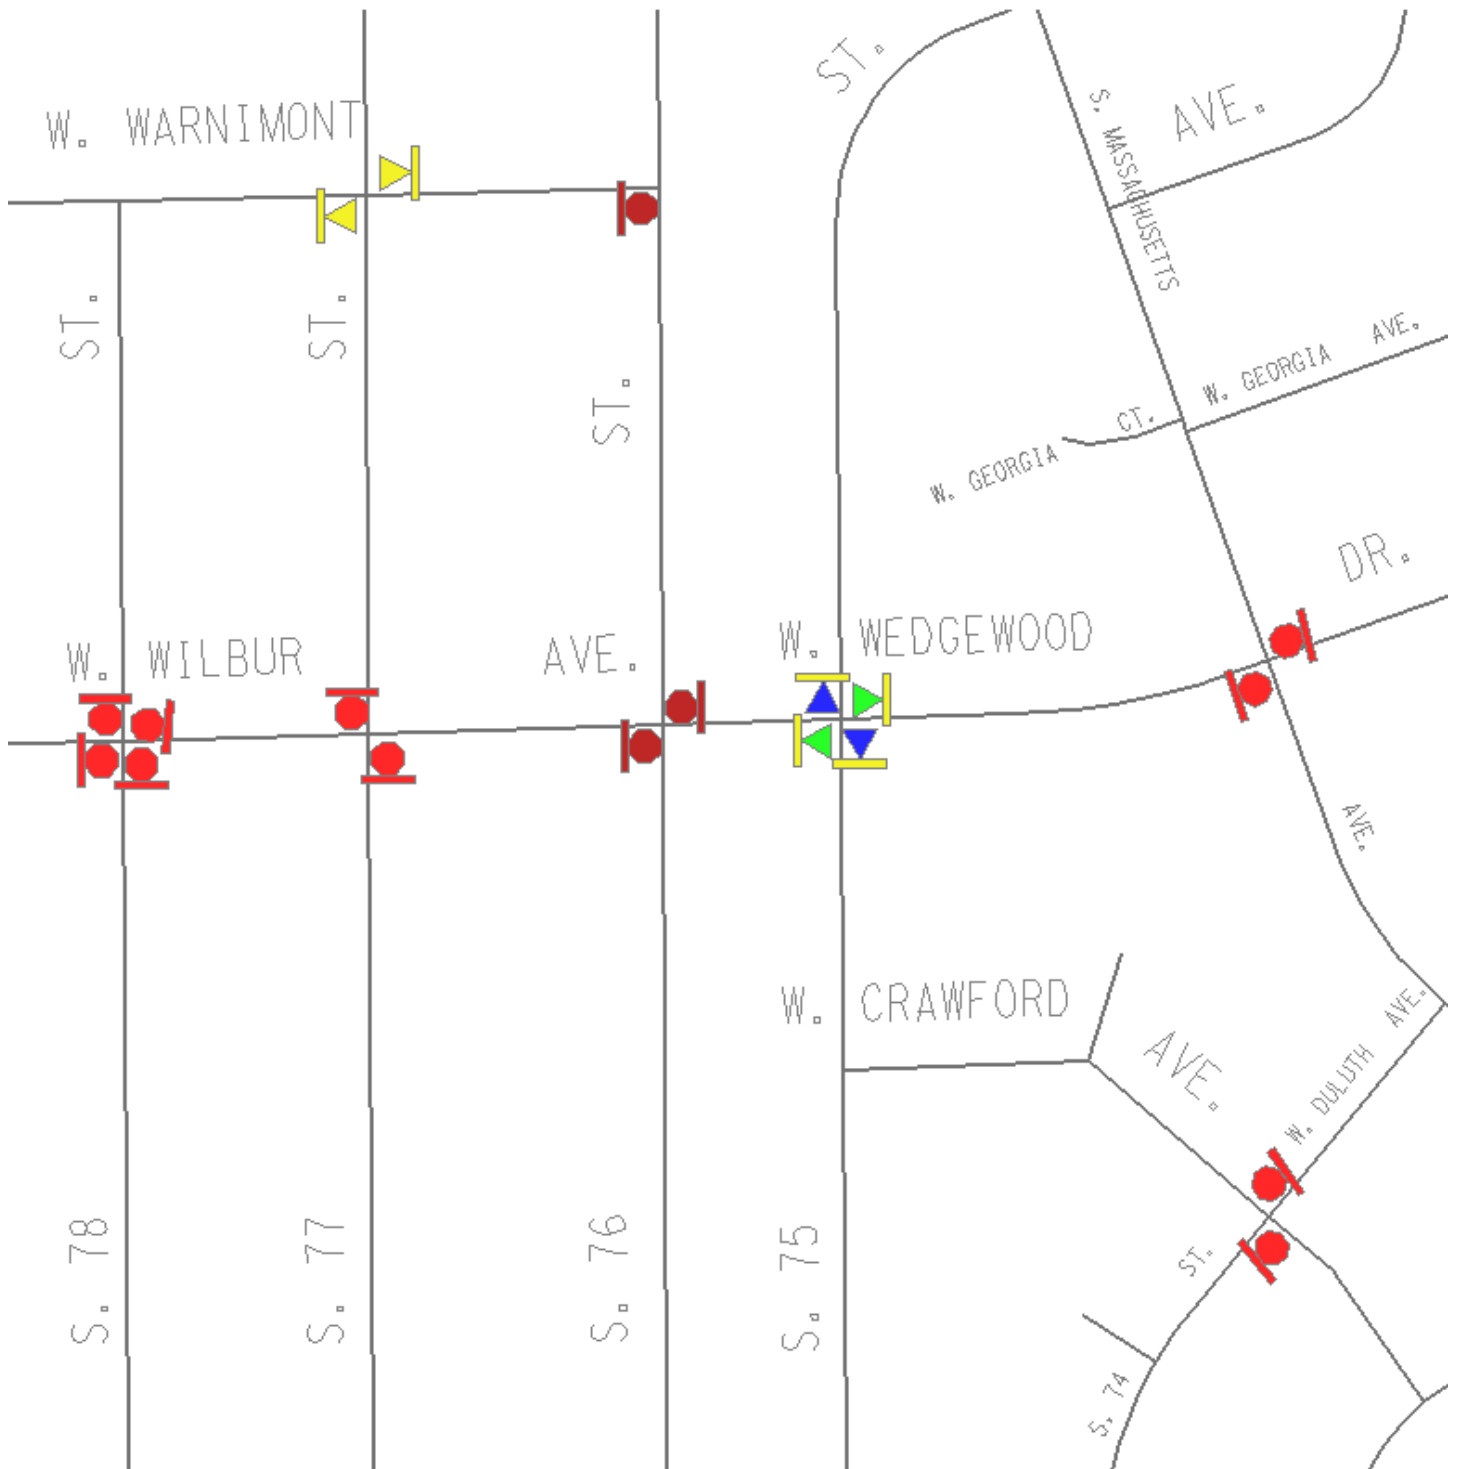 ST.
S. MASSACHUSETTS
AVE.
W. WARNIMONT
ST.
ST.
ST.
W. GEORGIA AVE.
W. GEORGIA CT.
DR.
W. WILBUR AVE.
W. WEDGEWOOD
AVE.
W. CRAWFORD
AVE.
W. DULUTH AVE.
S. 78
S. 77
S. 76
S. 75
ST.
S. 74